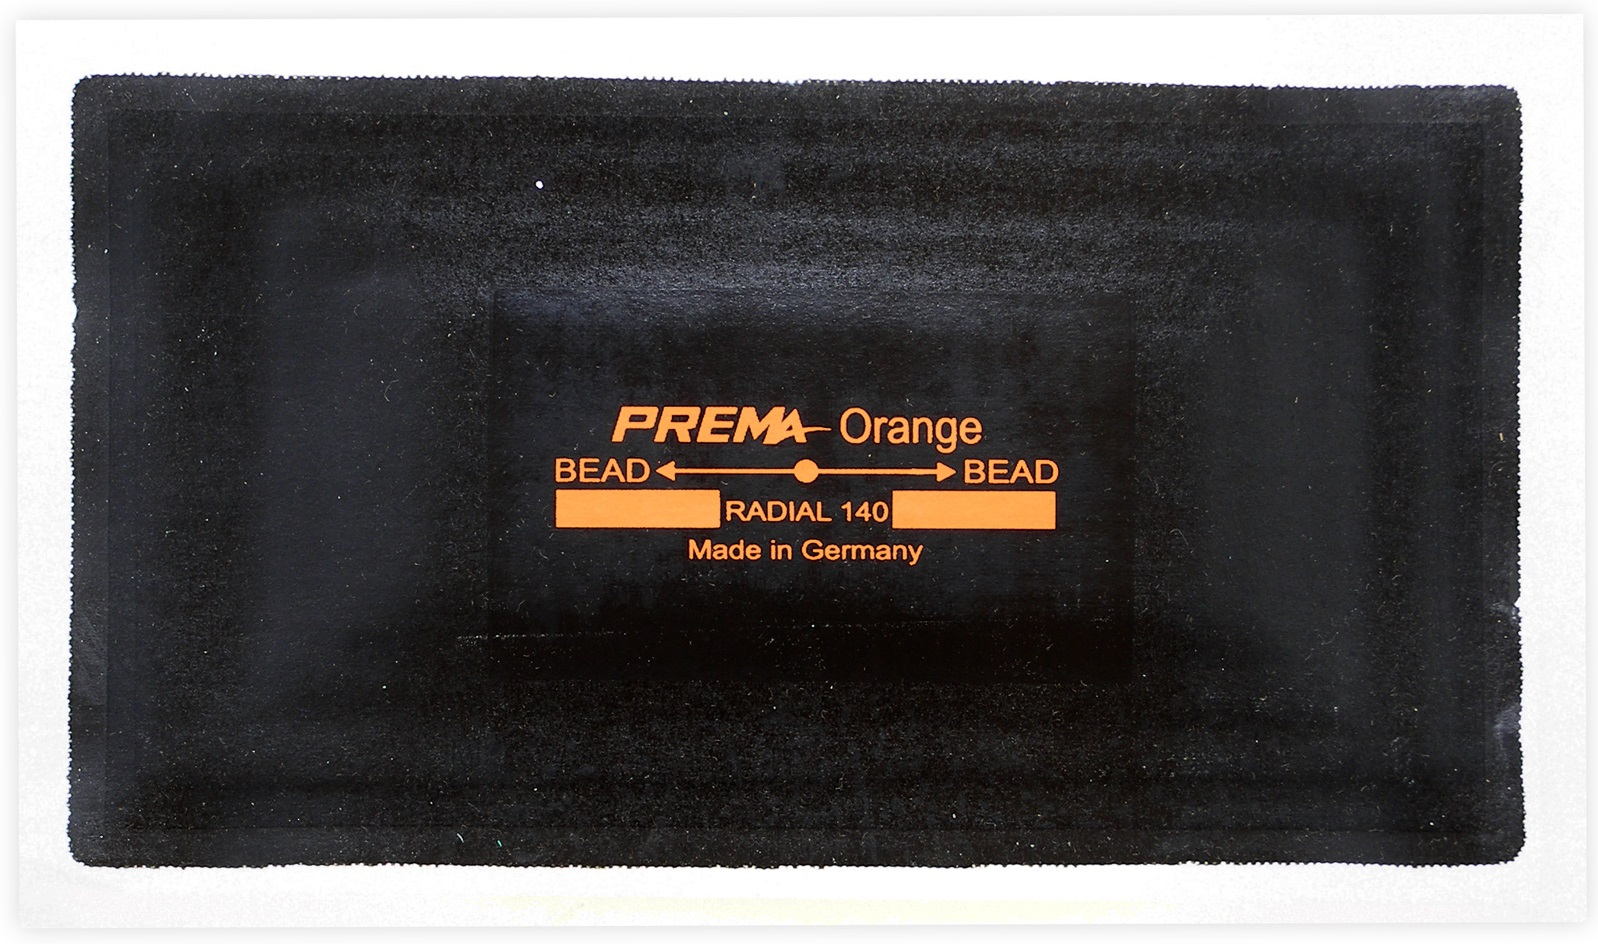 PREMA Orange
BEAD BEAD
RADIAL 140
Made in Germany